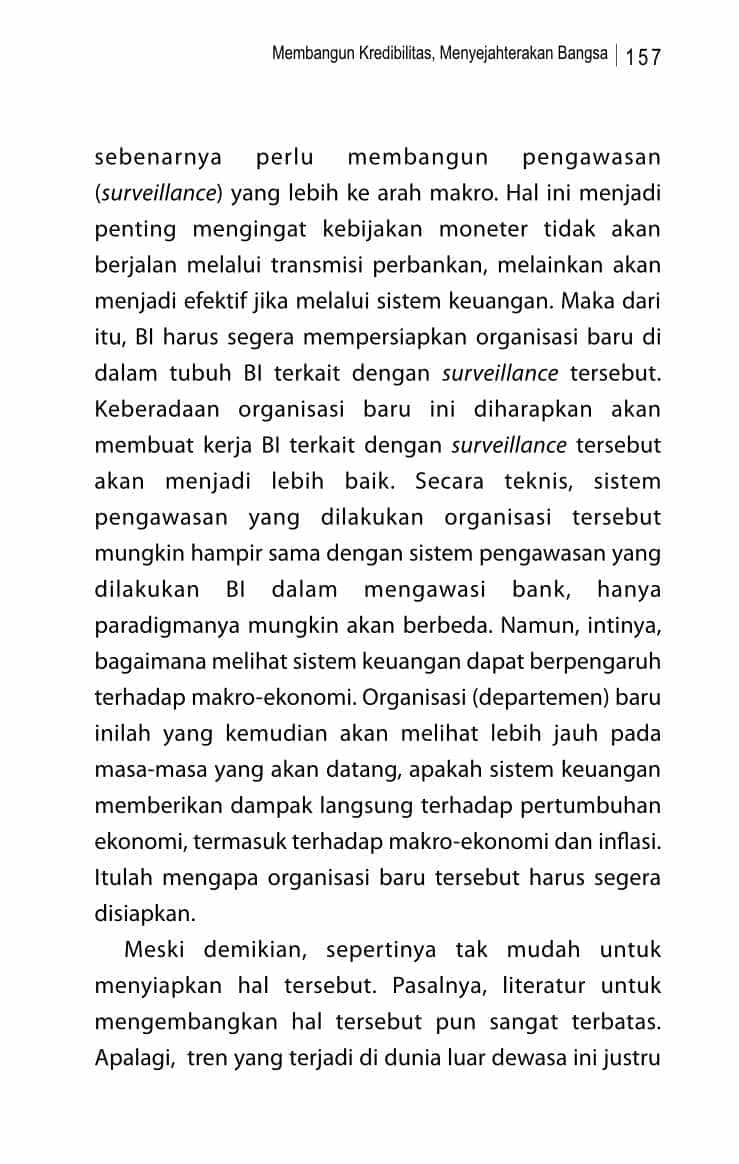 Membangun Kredibilitas, Menyejahterakan Bangsa | 157
sebenarnya perlu membangun pengawasan
(surveillance) yang lebih ke arah makro. Hal ini menjadi
penting mengingat kebijakan moneter tidak akan
berjalan melalui transmisi perbankan, melainkan akan
menjadi efektif jika melalui sistem keuangan. Maka dari
itu, BI harus segera mempersiapkan organisasi baru di
dalam tubuh BI terkait dengan surveillance tersebut.
Keberadaan organisasi baru ini diharapkan akan
membuat kerja BI terkait dengan surveillance tersebut
akan menjadi lebih baik. Secara teknis, sistem
pengawasan yang dilakukan organisasi tersebut
mungkin hampir sama dengan sistem pengawasan yang
dilakukan BI dalam mengawasi bank, hanya
paradigmanya mungkin akan berbeda. Namun, intinya,
bagaimana melihat sistem keuangan dapat berpengaruh
terhadap makro-ekonomi. Organisasi (departemen) baru
inilah yang kemudian akan melihat lebih jauh pada
masa-masa yang akan datang, apakah sistem keuangan
memberikan dampak langsung terhadap pertumbuhan
ekonomi, termasuk terhadap makro-ekonomi dan inflasi.
Itulah mengapa organisasi baru tersebut harus segera
disiapkan.
Meski demikian, sepertinya tak mudah untuk
menyiapkan hal tersebut. Pasalnya, literatur untuk
mengembangkan hal tersebut pun sangat terbatas.
Apalagi, tren yang terjadi di dunia luar dewasa ini justru